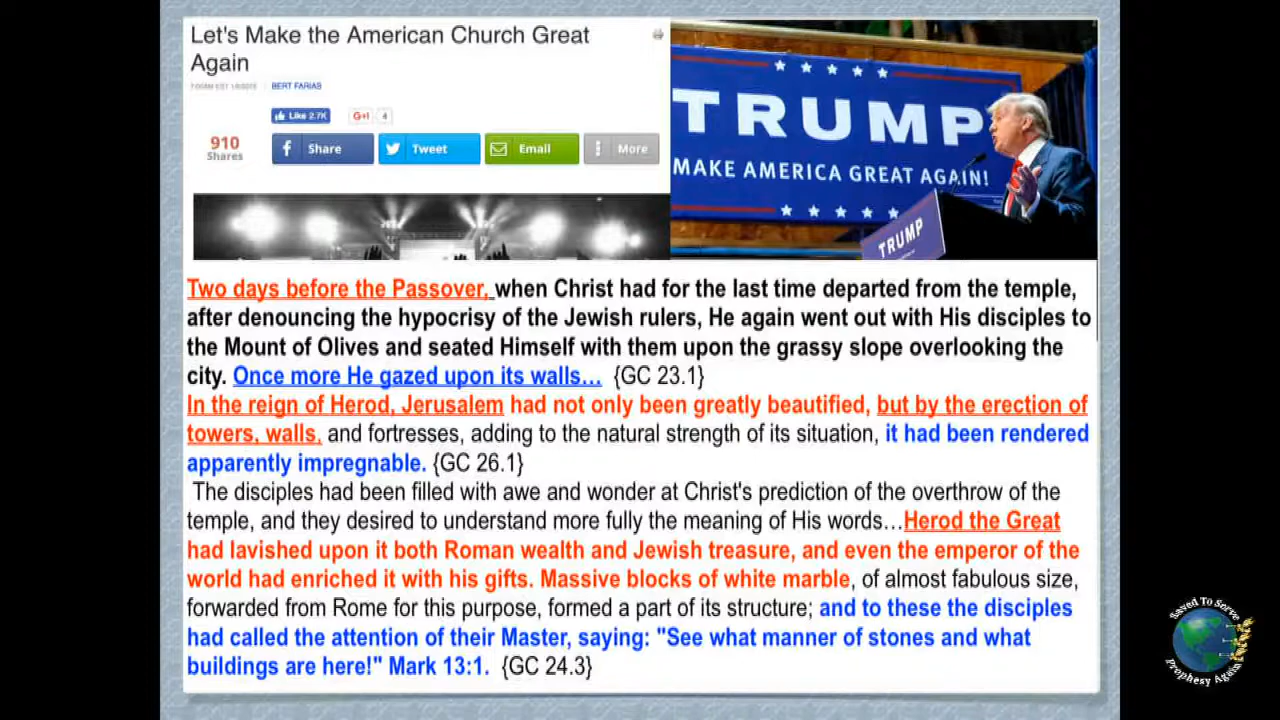 Let's Make the American Church Great
Again
BERT FARIAS
Like 2.7K
G+1 4
910
Shares
Share
Tweet
Email
More
TRUMP
MAKE AMERICA GREAT AGAIN!
TRUMP
Two days before the Passover, when Christ had for the last time departed from the temple,
after denouncing the hypocrisy of the Jewish rulers, He again went out with His disciples to
the Mount of Olives and seated Himself with them upon the grassy slope overlooking the
city. Once more He gazed upon its walls… {GC 23.1}
In the reign of Herod, Jerusalem had not only been greatly beautified, but by the erection of
towers, walls, and fortresses, adding to the natural strength of its situation, it had been rendered
apparently impregnable. {GC 26.1}
The disciples had been filled with awe and wonder at Christ's prediction of the overthrow of the
temple, and they desired to understand more fully the meaning of His words…Herod the Great
had lavished upon it both Roman wealth and Jewish treasure, and even the emperor of the
world had enriched it with his gifts. Massive blocks of white marble, of almost fabulous size,
forwarded from Rome for this purpose, formed a part of its structure; and to these the disciples
had called the attention of their Master, saying: "See what manner of stones and what
buildings are here!" Mark 13:1. {GC 24.3}
Saved To Serve
Prophesy Again